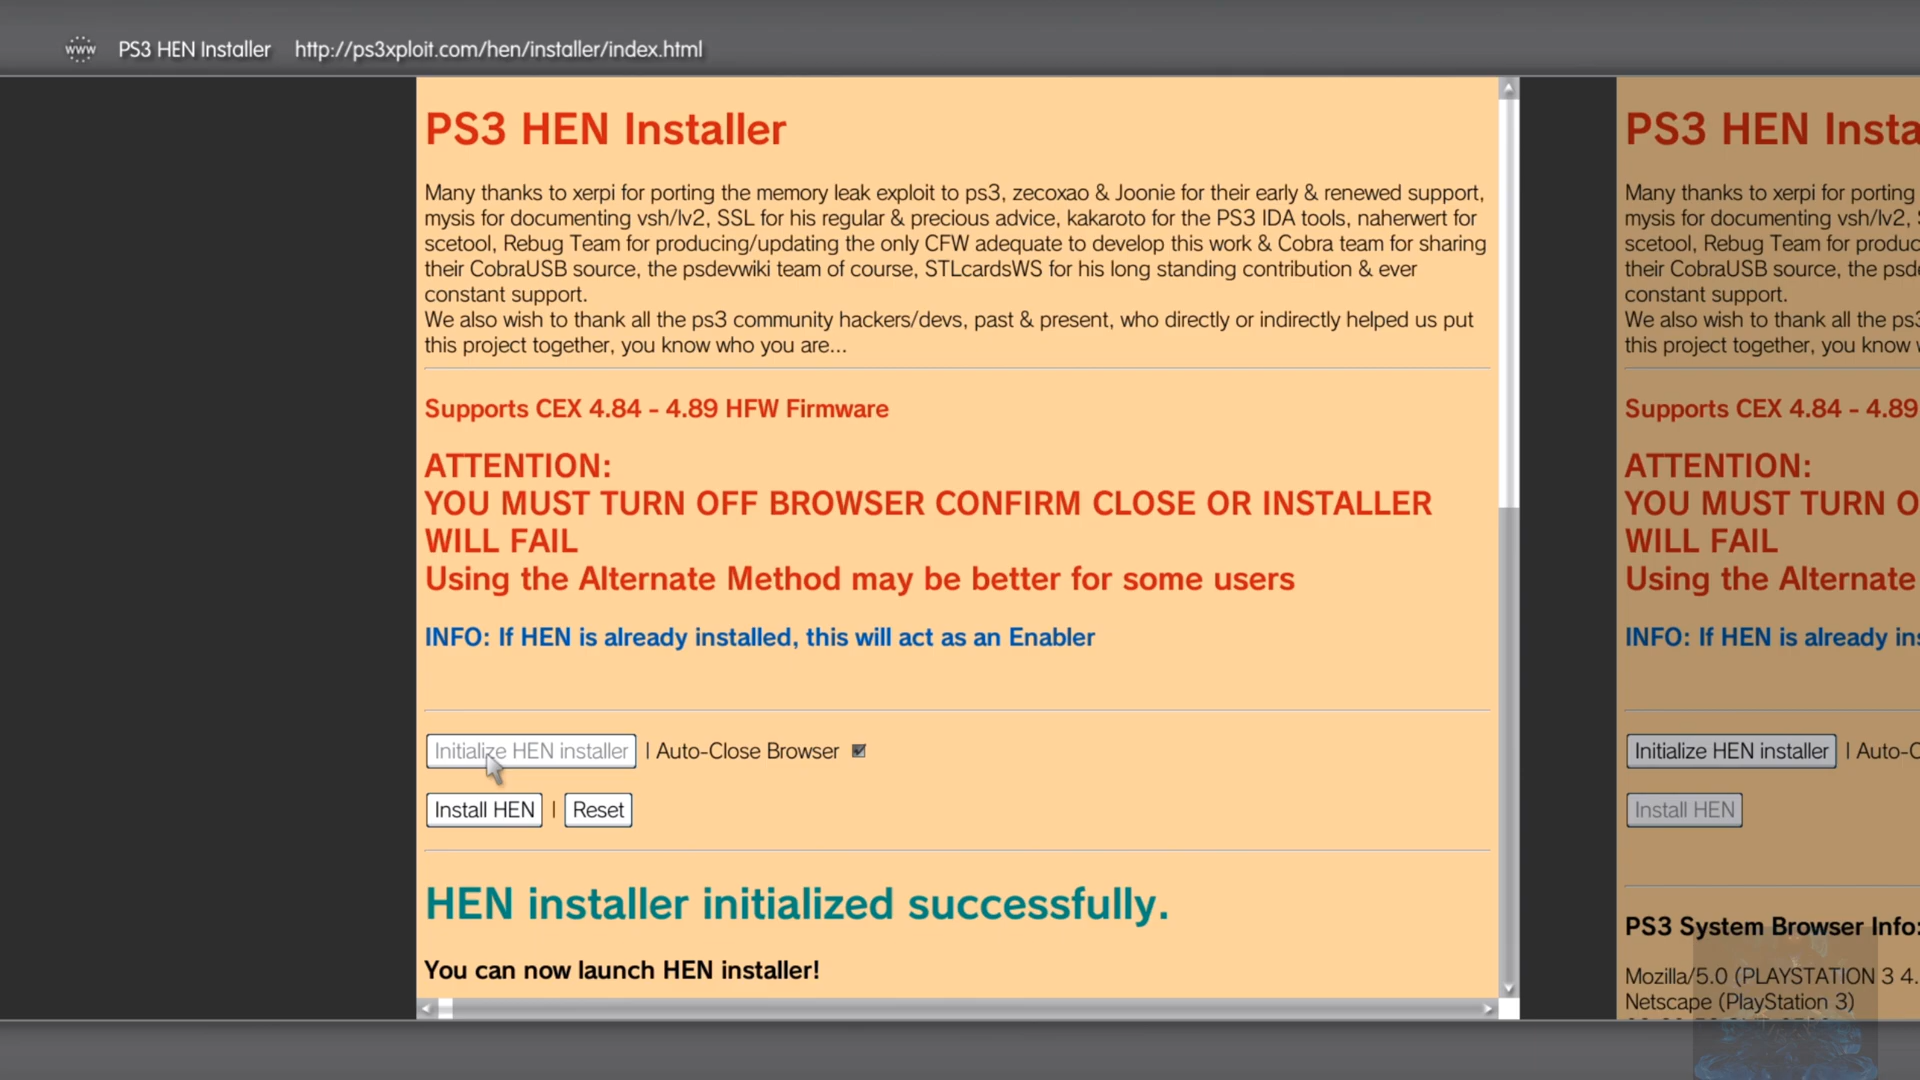 www PS3 HEN Installer http://ps3xploit.com/hen/installer/index.html
PS3 HEN Installer
Many thanks to xerpi for porting the memory leak exploit to ps3, zecoxao & Joonie for their early & renewed support,
mysis for documenting vsh/lv2, SSL for his regular & precious advice, kakaroto for the PS3 IDA tools, naherwert for
scetool, Rebug Team for producing/updating the only CFW adequate to develop this work & Cobra team for sharing
their CobraUSB source, the psdevwiki team of course, STLcardsWS for his long standing contribution & ever
constant support.
We also wish to thank all the ps3 community hackers/devs, past & present, who directly or indirectly helped us put
this project together, you know who you are...
Supports CEX 4.84 - 4.89 HFW Firmware
ATTENTION:
YOU MUST TURN OFF BROWSER CONFIRM CLOSE OR INSTALLER
WILL FAIL
Using the Alternate Method may be better for some users
INFO: If HEN is already installed, this will act as an Enabler
Initialize HEN installer | Auto-Close Browser
Install HEN | Reset
HEN installer initialized successfully.
You can now launch HEN installer!
PS3 HEN Insta
Many thanks to xerpi for porting
mysis for documenting vsh/lv2,
scetool, Rebug Team for produc
their CobraUSB source, the psde
constant support.
We also wish to thank all the ps3
this project together, you know
Supports CEX 4.84 - 4.89
ATTENTION:
YOU MUST TURN O
WILL FAIL
Using the Alternate
INFO: If HEN is already ins
Initialize HEN installer | Auto-C
Install HEN
PS3 System Browser Info:
Mozilla/5.0 (PLAYSTATION 3 4.
Netscape (PlayStation 3)